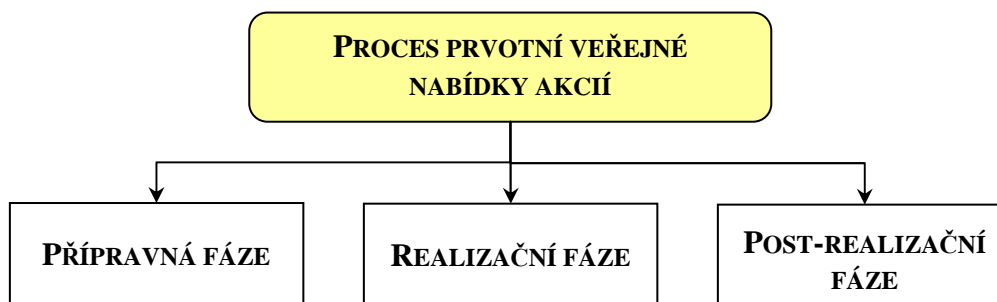 PROCES PRVOTNÍ VEŘEJNÉ
NABÍDKY AKCIÍ
PŘÍPRAVNÁ FÁZE
REALIZAČNÍ FÁZE
POST-REALIZAČNÍ
FÁZE